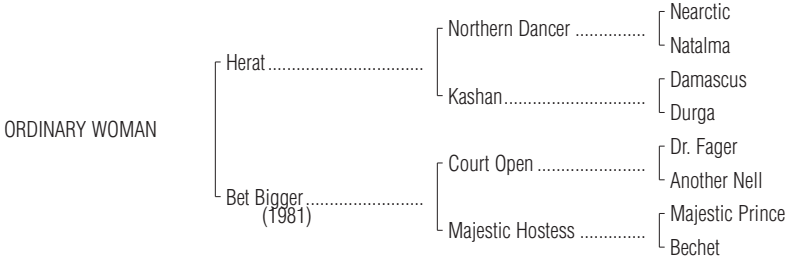 Nearctic
Northern Dancer ...............
Natalma
Herat.................................
Damascus
Kashan..............................
Durga
ORDINARY WOMAN
Dr. Fager
Court Open .......................
Another Nell
Bet Bigger.........................
(1981)
Majestic Prince
Majestic Hostess ..............
Bechet